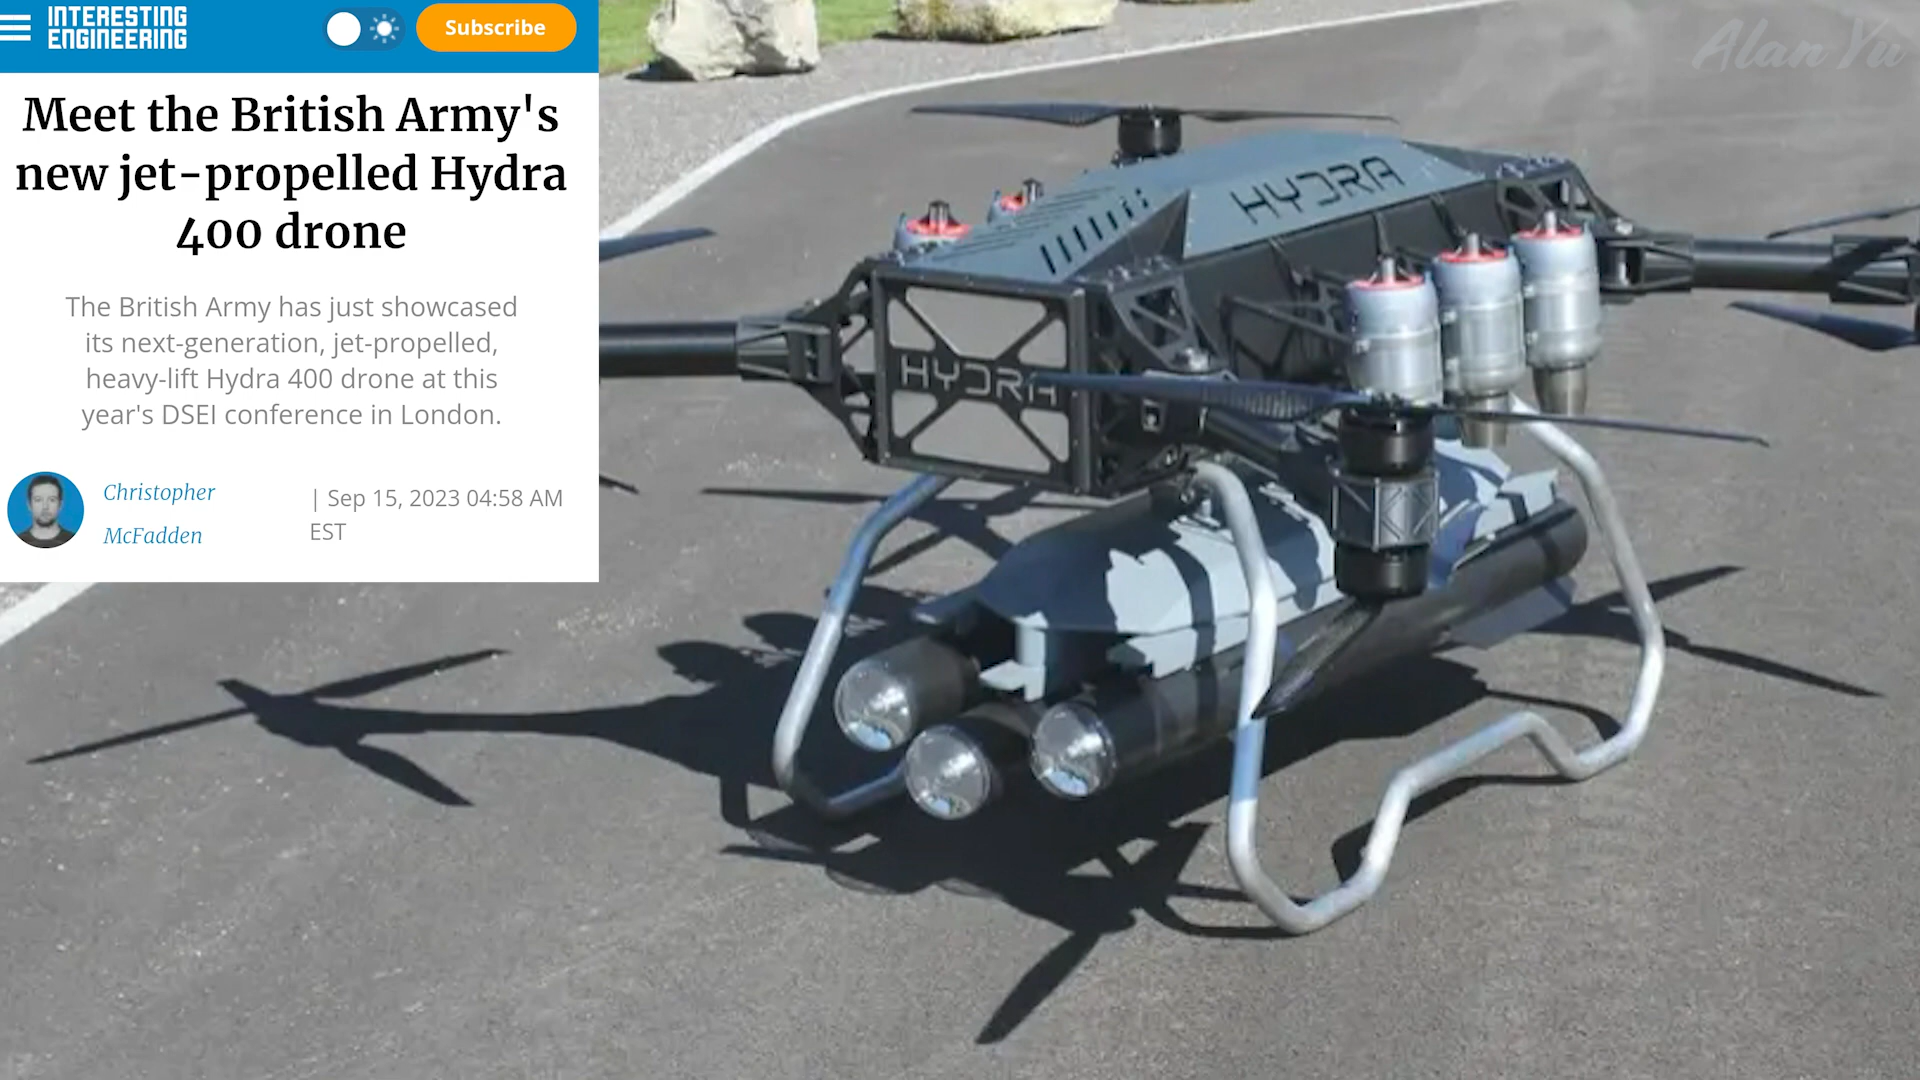 INTERESTING
ENGINEERING
Subscribe
Meet the British Army's
new jet-propelled Hydra
400 drone
The British Army has just showcased
its next-generation, jet-propelled,
heavy-lift Hydra 400 drone at this
year's DSEI conference in London.
Christopher
McFadden
| Sep 15, 2023 04:58 AM
EST
Alan Yu
HYDRA
HYDRA